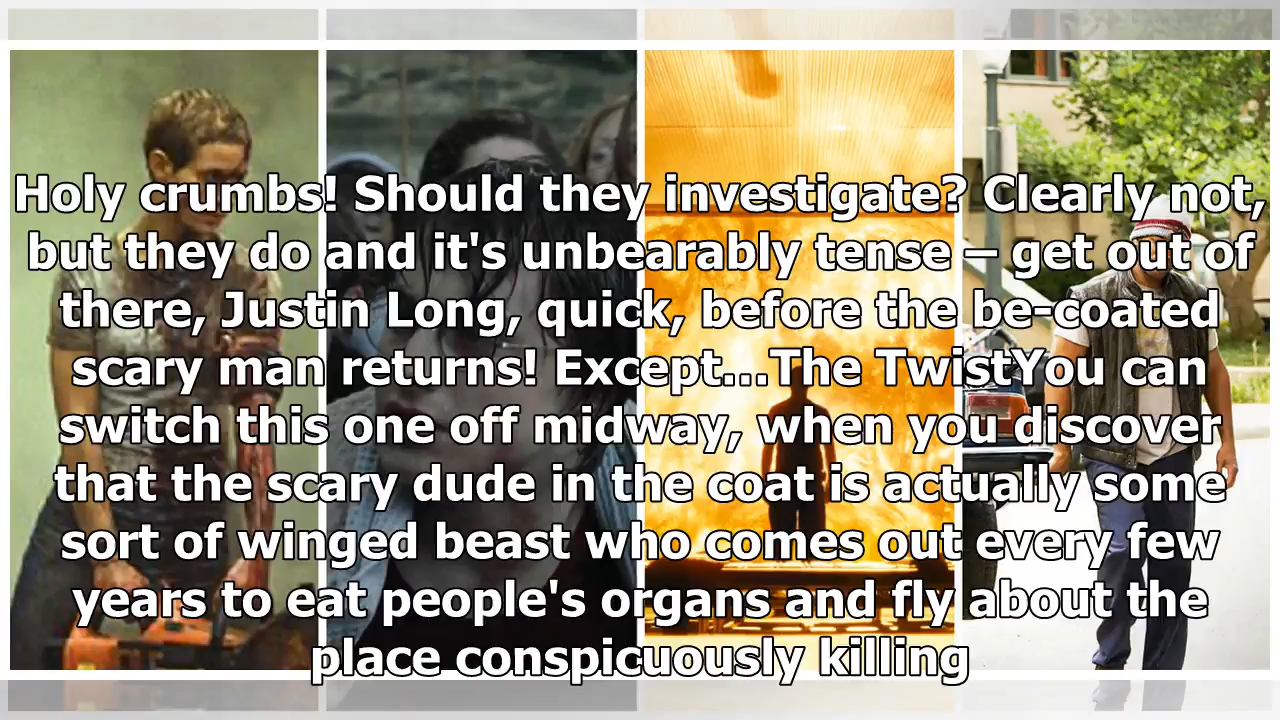 Holy crumbs! Should they investigate? Clearly not,
but they do and it's unbearably tense – get out of
there, Justin Long, quick, before the be-coated
scary man returns! Except...The TwistYou can
switch this one off midway, when you discover
that the scary dude in the coat is actually some
sort of winged beast who comes out every few
years to eat people's organs and fly about the
place conspicuously killing